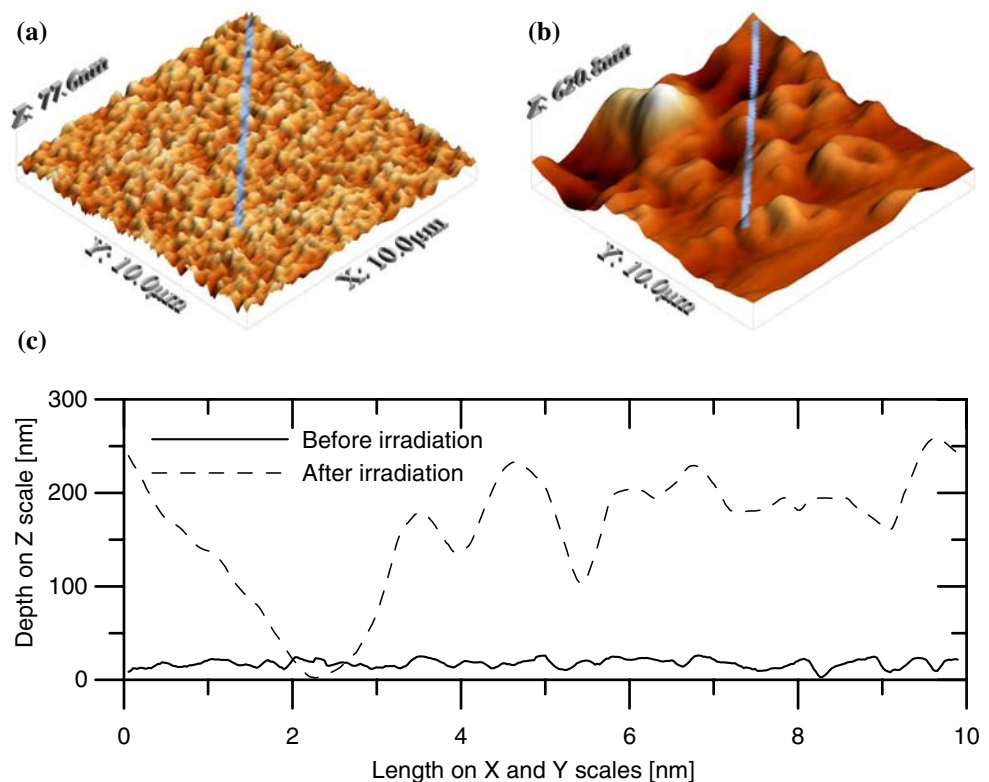 (a)
Z: 77.6nm
Y: 10.0µm
X: 10.0µm
(b)
Z: 620.8nm
Y: 10.0µm
(c)
300
200
100
0
Depth on Z scale [nm]
Before irradiation
After irradiation
0 2 4 6 8 10
Length on X and Y scales [nm]